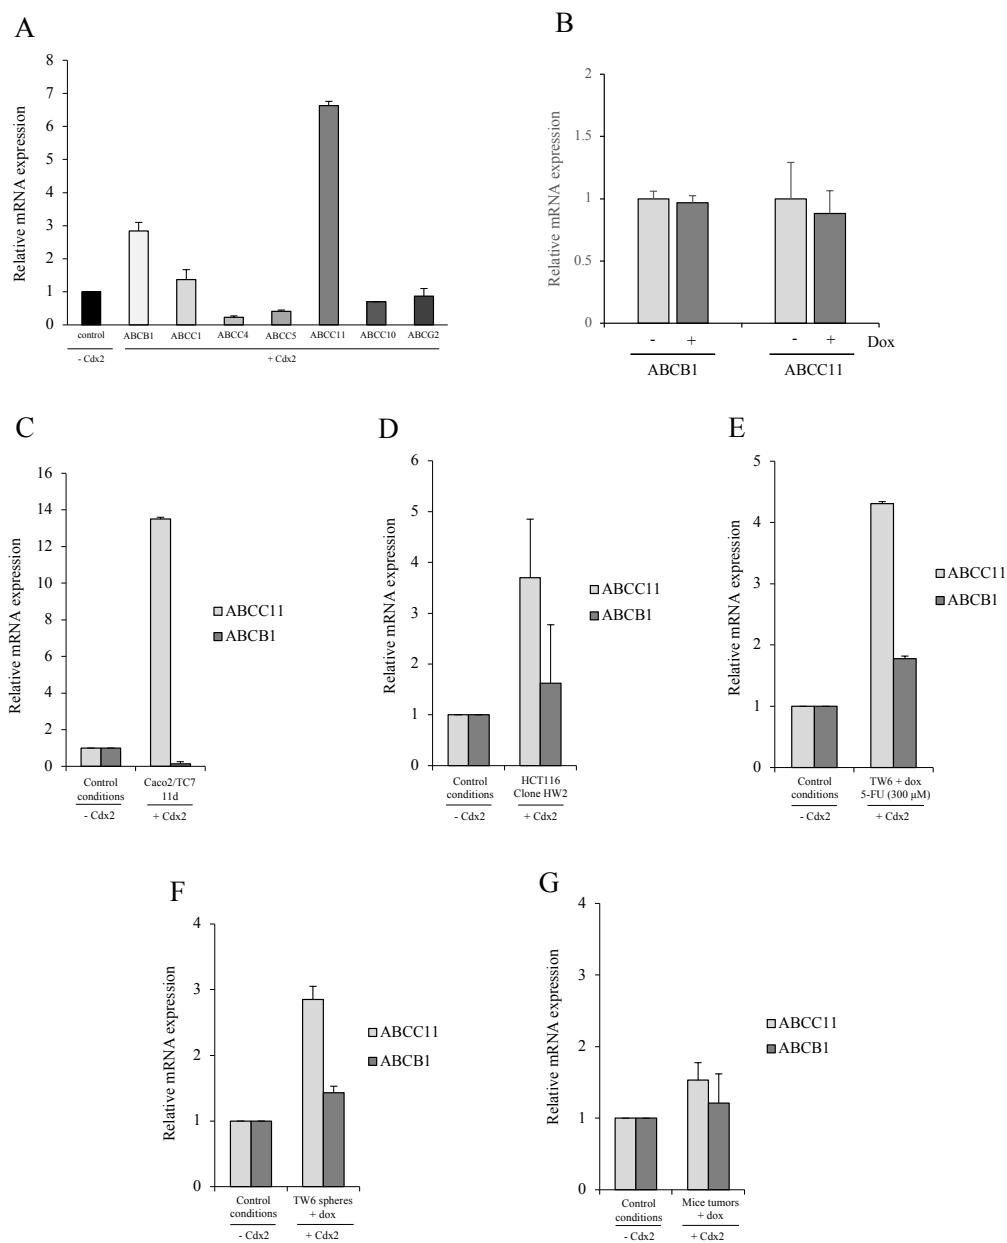 A
Relative mRNA expression
8
7
6
5
4
3
2
1
0
control
ABCB1
ABCC1
ABCC4
ABCC5
ABCC11
ABCC10
ABCG2
- Cdx2
+ Cdx2
B
Relative mRNA expression
2
1.5
1
0.5
0
- + - + Dox
ABCB1
ABCC11
C
Relative mRNA expression
16
14
12
10
8
6
4
2
0
ABCC11
ABCB1
Control
conditions
Caco2/TC7
11d
- Cdx2
+ Cdx2
D
Relative mRNA expression
6
5
4
3
2
1
0
ABCC11
ABCB1
Control
conditions
HCT116
Clone HW2
- Cdx2
+ Cdx2
E
Relative mRNA expression
5
4
3
2
1
0
ABCC11
ABCB1
Control
conditions
TW6 + dox
5-FU (300 µM)
- Cdx2
+ Cdx2
F
Relative mRNA expression
4
3
2
1
0
ABCC11
ABCB1
Control
conditions
TW6 spheres
+ dox
- Cdx2
+ Cdx2
G
Relative mRNA expression
4
3
2
1
0
ABCC11
ABCB1
Control
conditions
Mice tumors
+ dox
- Cdx2
+ Cdx2